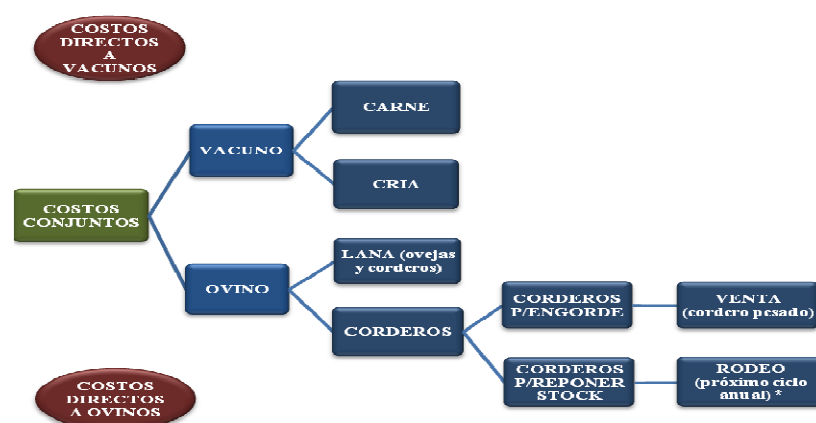 COSTOS
DIRECTOS
A
VACUNOS
CARNE
VACUNO
CRIA
COSTOS
CONJUNTOS
LANA (ovejas
y corderos)
OVINO
CORDEROS
CORDEROS
P/ENGORDE
VENTA
(cordero pesado)
CORDEROS
P/REPONER
STOCK
RODEO
(próximo ciclo
anual) *
COSTOS
DIRECTOS
A OVINOS